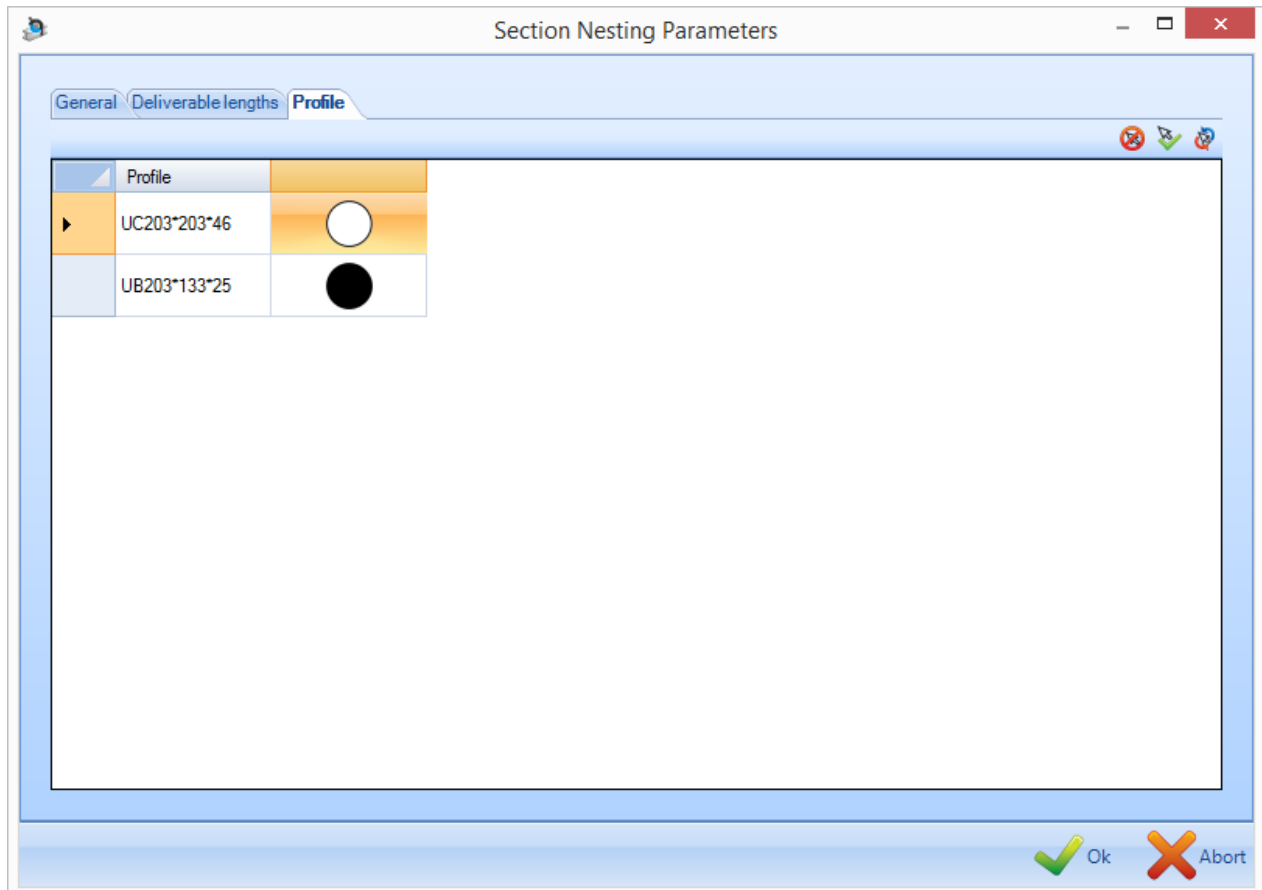 Section Nesting Parameters
General Deliverable lengths Profile
Profile
UC203*203*46
UB203*133*25
Ok Abort